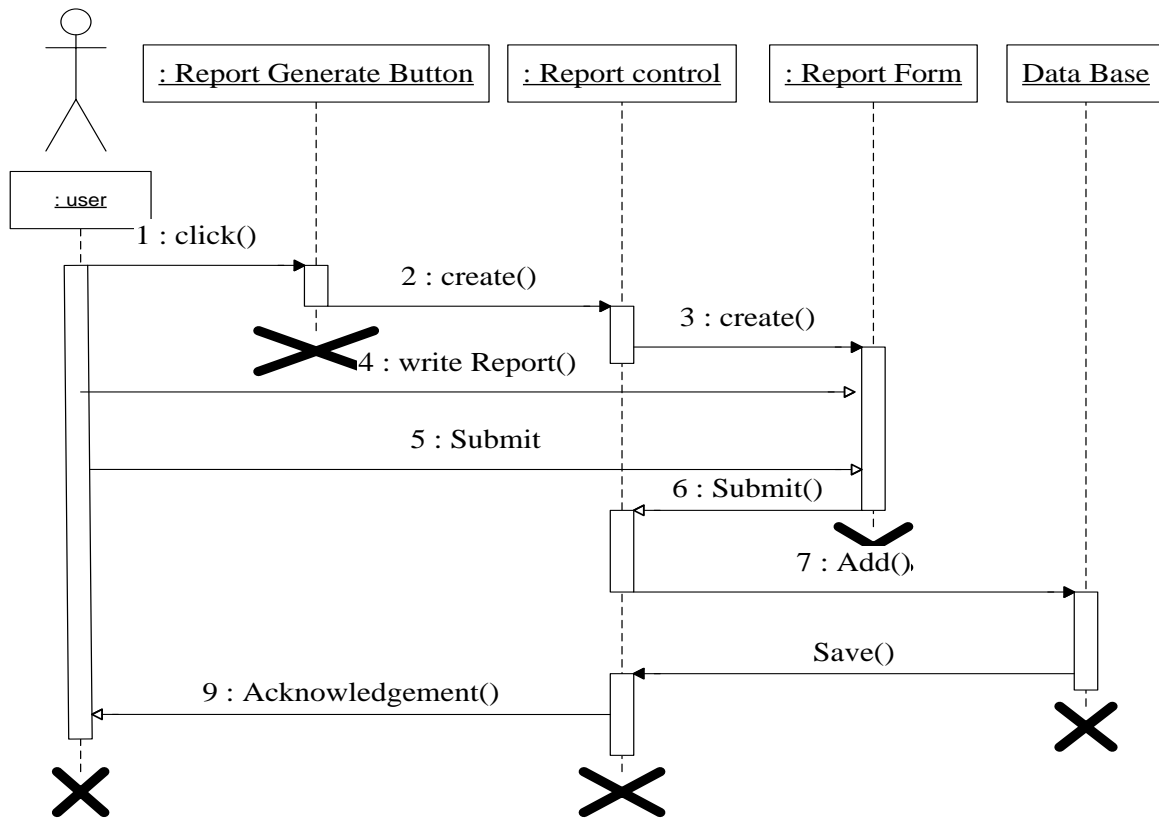 : Report Generate Button
: Report control
: Report Form
Data Base
: user
1 : click()
2 : create()
3 : create()
4 : write Report()
5 : Submit
6 : Submit()
7 : Add()
Save()
9 : Acknowledgement()